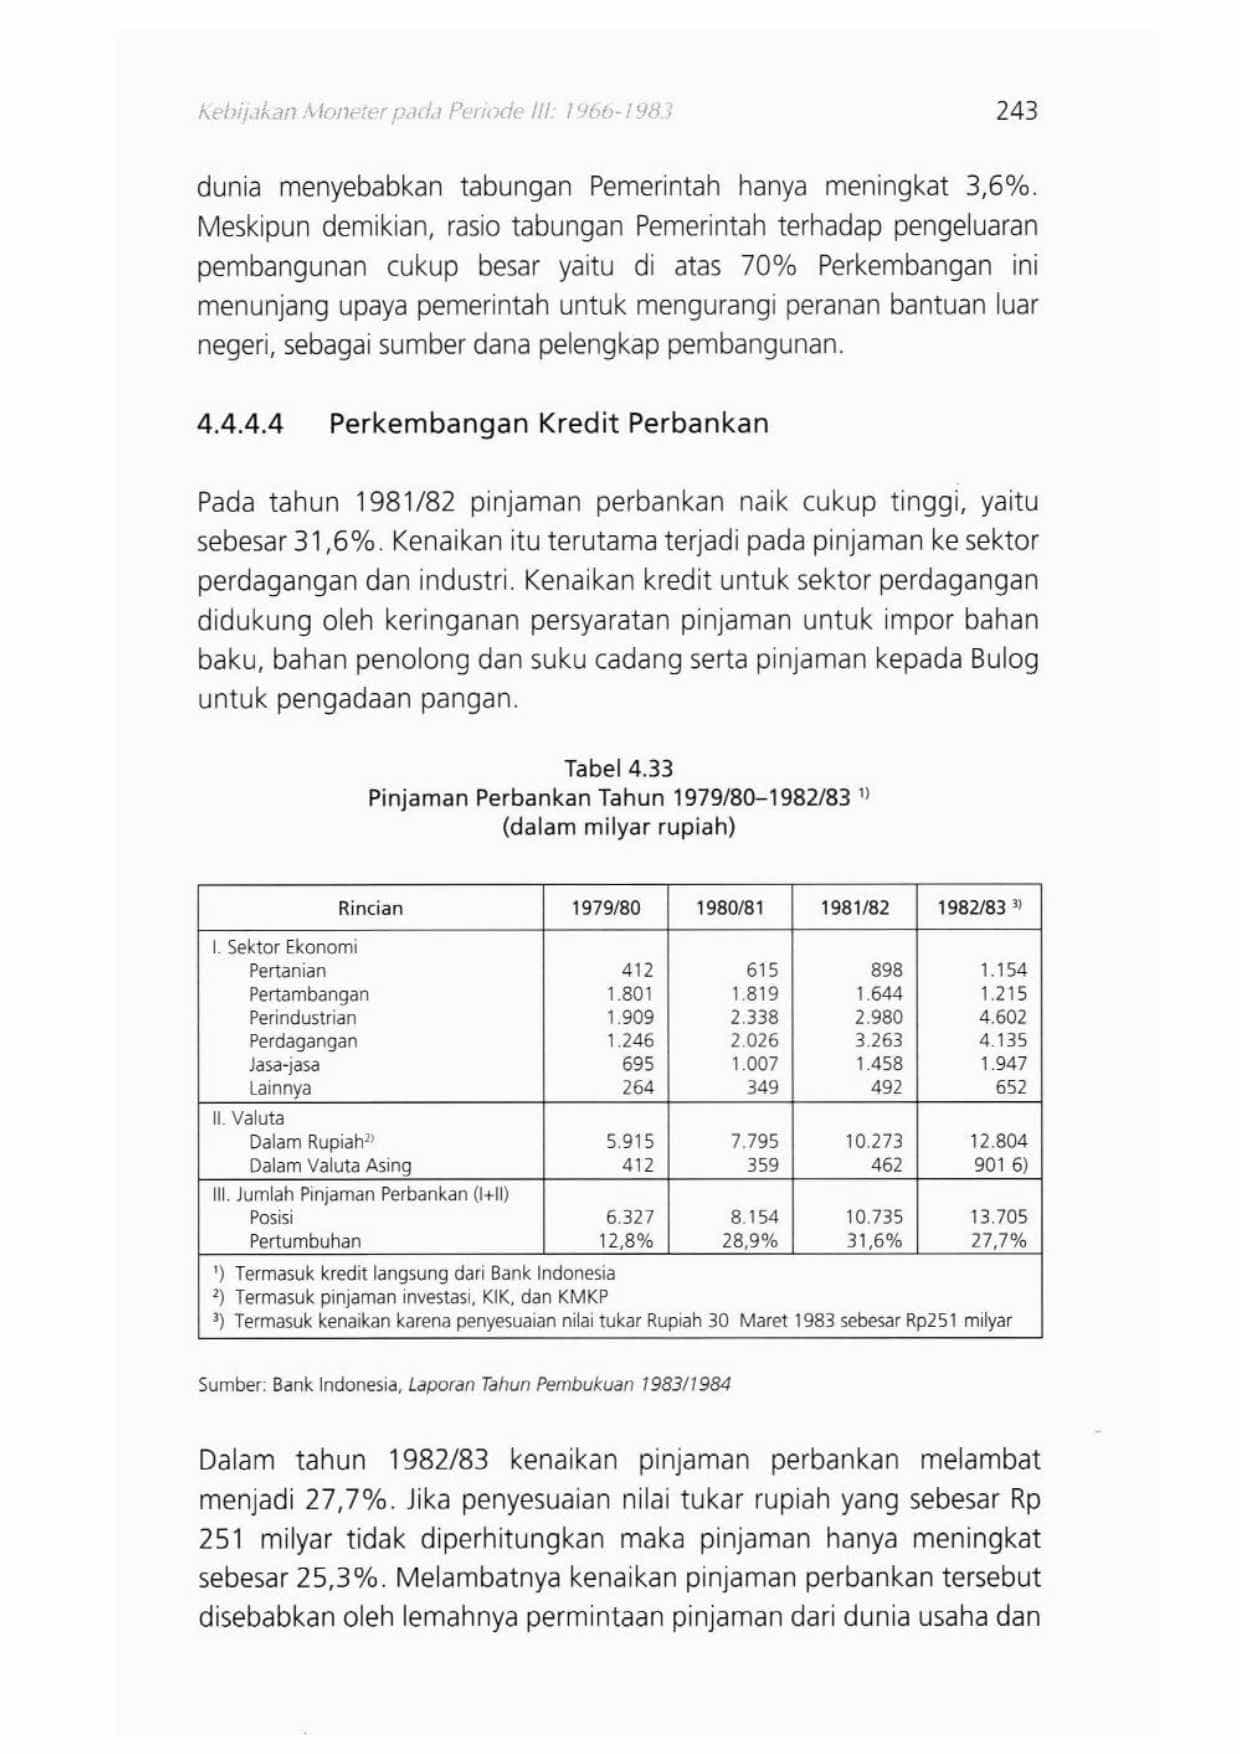 Kebijakan Moneter pada Periode III: 1966-1983 243
dunia menyebabkan tabungan Pemerintah hanya meningkat 3,6%.
Meskipun demikian, rasio tabungan Pemerintah terhadap pengeluaran
pembangunan cukup besar yaitu di atas 70% Perkembangan ini
menunjang upaya pemerintah untuk mengurangi peranan bantuan luar
negeri, sebagai sumber dana pelengkap pembangunan.
4.4.4.4 Perkembangan Kredit Perbankan
Pada tahun 1981/82 pinjaman perbankan naik cukup tinggi, yaitu
sebesar 31,6%. Kenaikan itu terutama terjadi pada pinjaman ke sektor
perdagangan dan industri. Kenaikan kredit untuk sektor perdagangan
didukung oleh keringanan persyaratan pinjaman untuk impor bahan
baku, bahan penolong dan suku cadang serta pinjaman kepada Bulog
untuk pengadaan pangan.
Tabel 4.33
Pinjaman Perbankan Tahun 1979/80–1982/83 ¹⁾
(dalam milyar rupiah)
Rincian 1979/80 1980/81 1981/82 1982/83 ³⁾
I. Sektor Ekonomi
Pertanian 412 615 898 1.154
Pertambangan 1.801 1.819 1.644 1.215
Perindustrian 1.909 2.338 2.980 4.602
Perdagangan 1.246 2.026 3.263 4.135
Jasa-jasa 695 1.007 1.458 1.947
Lainnya 264 349 492 652
II. Valuta
Dalam Rupiah²⁾ 5.915 7.795 10.273 12.804
Dalam Valuta Asing 412 359 462 901 6)
III. Jumlah Pinjaman Perbankan (I+II)
Posisi 6.327 8.154 10.735 13.705
Pertumbuhan 12,8% 28,9% 31,6% 27,7%
¹) Termasuk kredit langsung dari Bank Indonesia
²) Termasuk pinjaman investasi, KIK, dan KMKP
³) Termasuk kenaikan karena penyesuaian nilai tukar Rupiah 30 Maret 1983 sebesar Rp251 milyar
Sumber: Bank Indonesia, Laporan Tahun Pembukuan 1983/1984
Dalam tahun 1982/83 kenaikan pinjaman perbankan melambat
menjadi 27,7%. Jika penyesuaian nilai tukar rupiah yang sebesar Rp
251 milyar tidak diperhitungkan maka pinjaman hanya meningkat
sebesar 25,3%. Melambatnya kenaikan pinjaman perbankan tersebut
disebabkan oleh lemahnya permintaan pinjaman dari dunia usaha dan